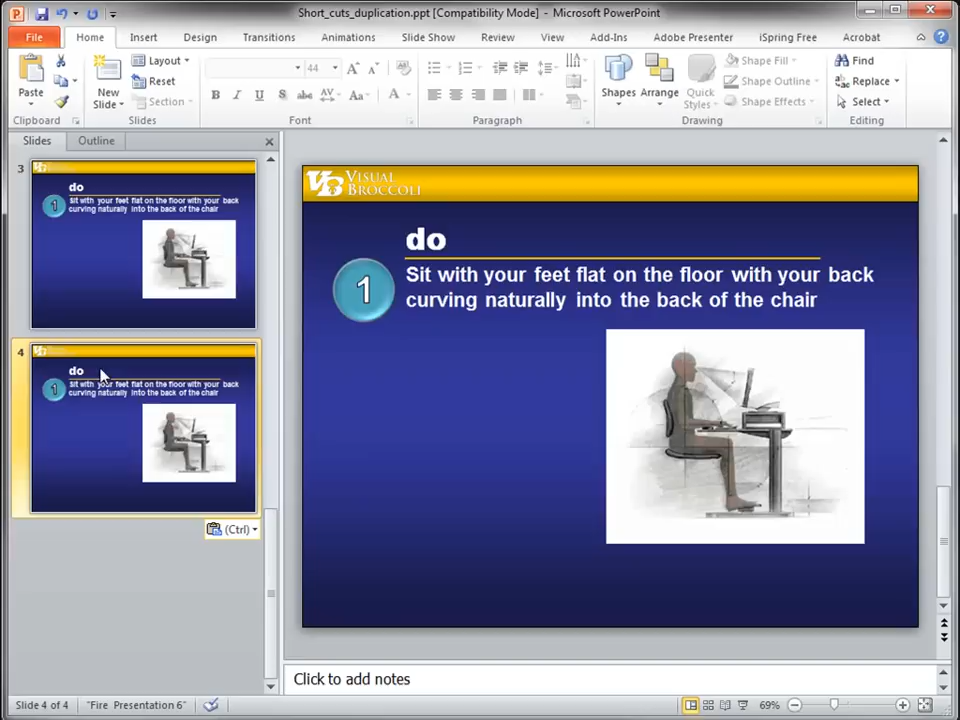 Short_cuts_duplication.ppt [Compatibility Mode] - Microsoft PowerPoint
File Home Insert Design Transitions Animations Slide Show Review View Add-Ins Adobe Presenter iSpring Free Acrobat
Paste
Clipboard
New Slide
Layout
Reset
Section
Slides
44
B I U S abc AV Aa A
Font
Paragraph
Shapes
Arrange
Quick Styles
Shape Fill
Shape Outline
Shape Effects
Drawing
Find
Replace
Select
Editing
Slides Outline
3
do
1
Sit with your feet flat on the floor with your back
curving naturally into the back of the chair
4
do
1
Sit with your feet flat on the floor with your back
curving naturally into the back of the chair
(Ctrl)
VB VISUAL
BROCCOLI
do
1
Sit with your feet flat on the floor with your back
curving naturally into the back of the chair
Click to add notes
Slide 4 of 4 "Fire Presentation 6" 69%